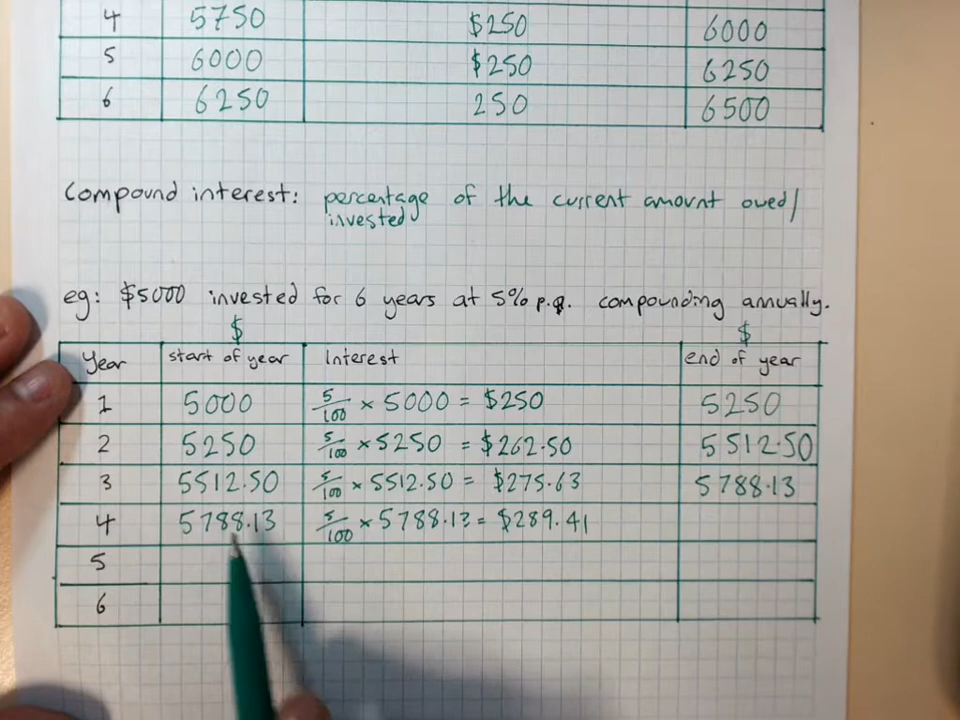 4 5750 $250 6000
5 6000 $250 6250
6 6250 250 6500
Compound interest: percentage of the current amount owed/
invested
eg: $5000 invested for 6 years at 5% p.a. compounding annually.
$ $
Year start of year Interest end of year
1 5000 5/100 × 5000 = $250 5250
2 5250 5/100 × 5250 = $262.50 5512.50
3 5512.50 5/100 × 5512.50 = $275.63 5788.13
4 5788.13 5/100 × 5788.13 = $289.41
5
6